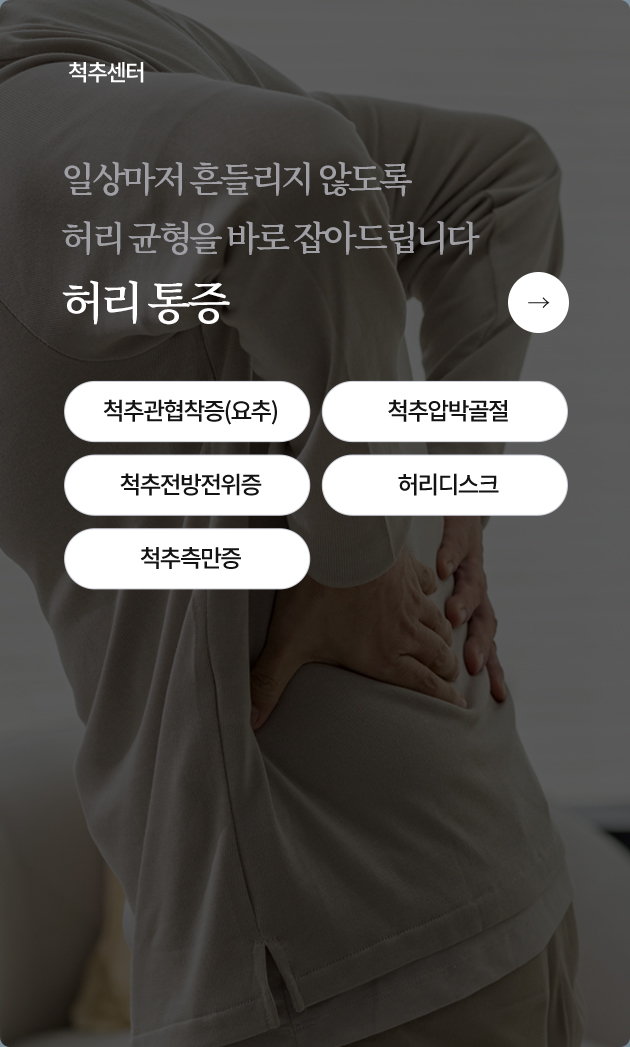 척추센터
일상마저 흔들리지 않도록
허리 균형을 바로 잡아드립니다
허리 통증
척추관협착증(요추)
척추압박골절
척추전방전위증
허리디스크
척추측만증